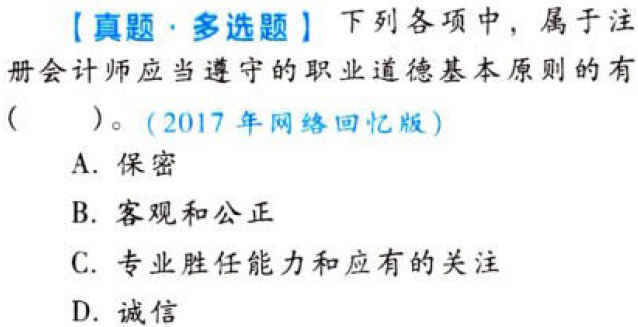 【真题·多选题】 下列各项中，属于注
册会计师应当遵守的职业道德基本原则的有
(    )。(2017 年网络回忆版)
A. 保密
B. 客观和公正
C. 专业胜任能力和应有的关注
D. 诚信